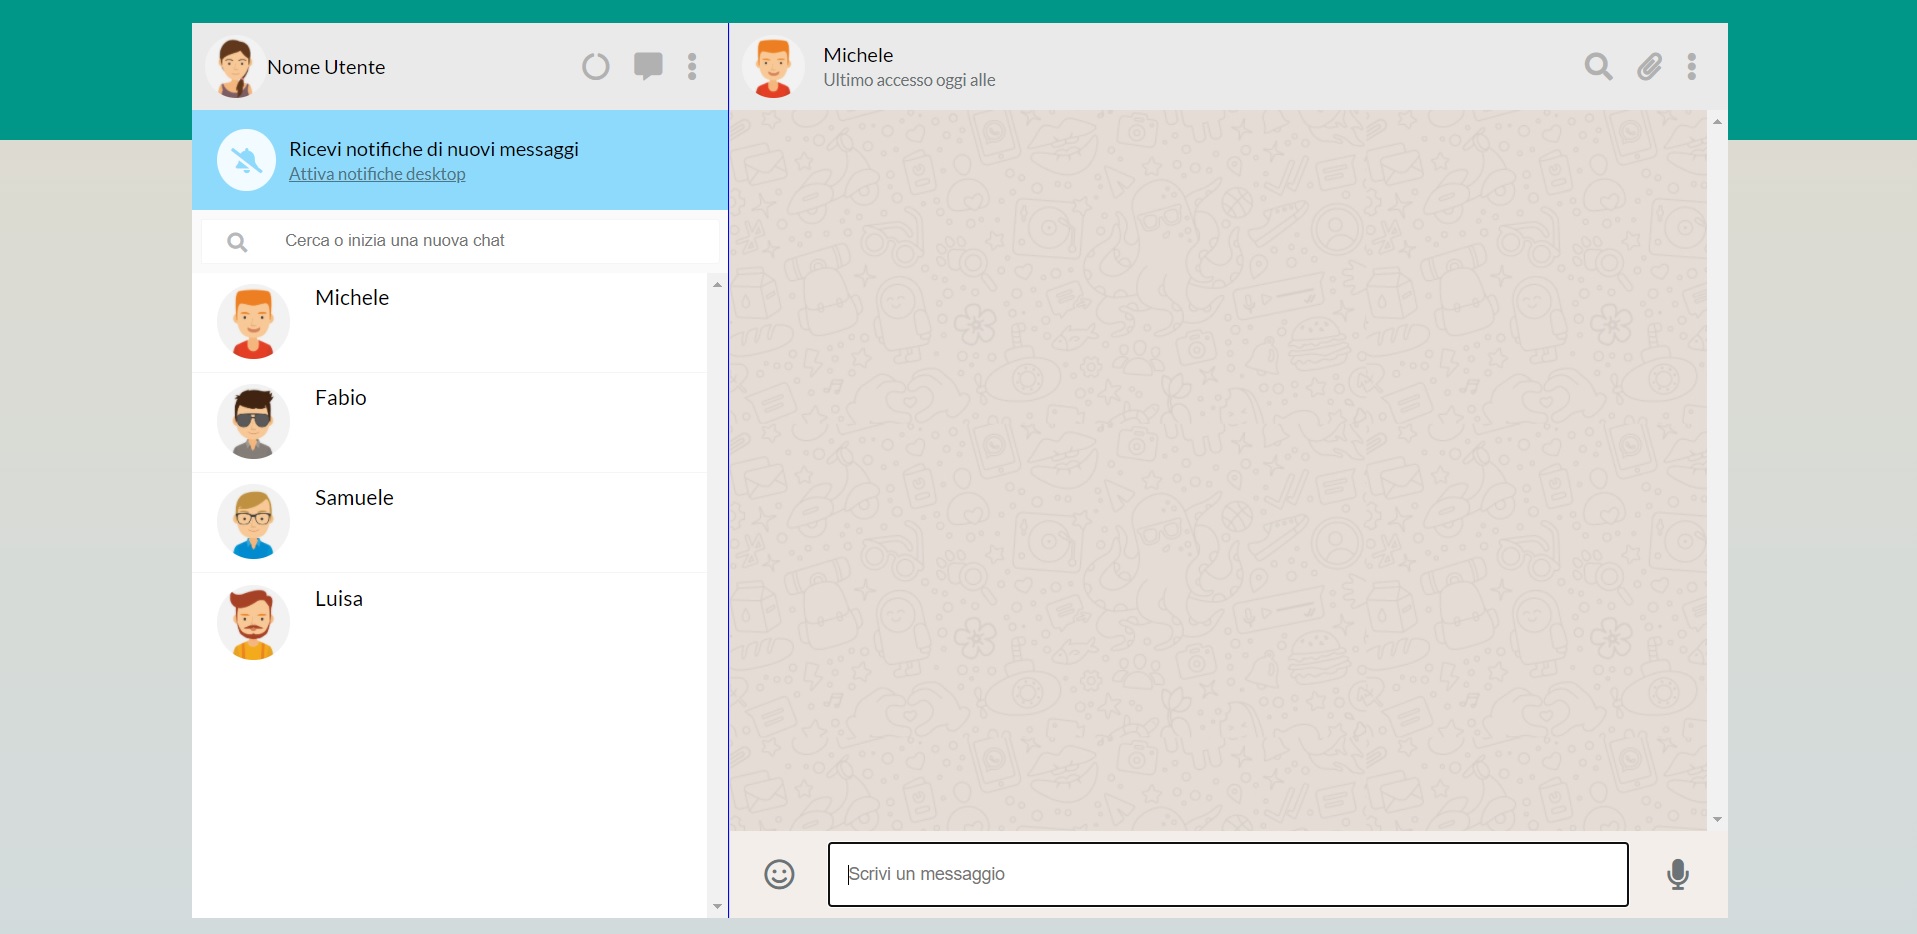 Nome Utente
Ricevi notifiche di nuovi messaggi
Attiva notifiche desktop
Cerca o inizia una nuova chat
Michele
Fabio
Samuele
Luisa
Michele
Ultimo accesso oggi alle
Scrivi un messaggio